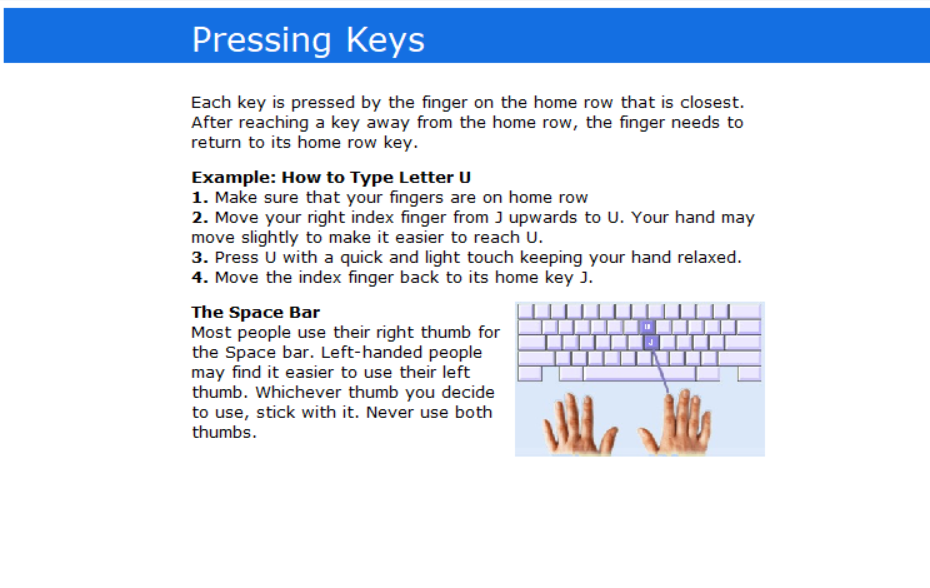 Pressing Keys
Each key is pressed by the finger on the home row that is closest.
After reaching a key away from the home row, the finger needs to
return to its home row key.
Example: How to Type Letter U
1. Make sure that your fingers are on home row
2. Move your right index finger from J upwards to U. Your hand may
move slightly to make it easier to reach U.
3. Press U with a quick and light touch keeping your hand relaxed.
4. Move the index finger back to its home key J.
The Space Bar
Most people use their right thumb for
the Space bar. Left-handed people
may find it easier to use their left
thumb. Whichever thumb you decide
to use, stick with it. Never use both
thumbs.
U
J